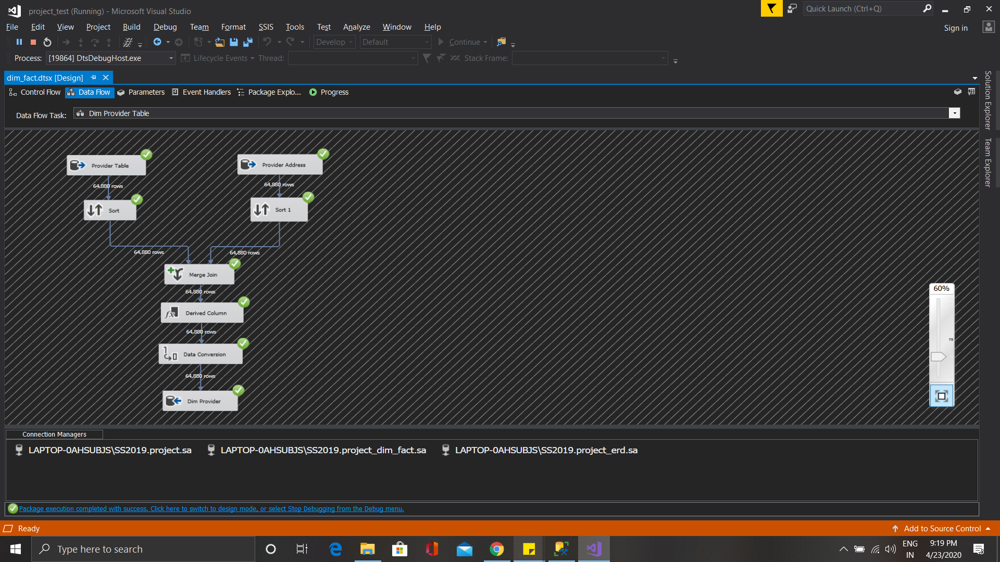 project_test (Running) - Microsoft Visual Studio
Quick Launch (Ctrl+Q)
File Edit View Project Build Debug Team Format SSIS Tools Test Analyze Window Help
Sign in
Develop Default Continue
Process: [19864] DtsDebugHost.exe Lifecycle Events Thread: Stack Frame:
dim_fact.dtsx [Design]
Control Flow Data Flow Parameters Event Handlers Package Explo... Progress
Data Flow Task: Dim Provider Table
Solution Explorer
Team Explorer
Provider Table
Provider Address
64,880 rows
64,880 rows
Sort
Sort 1
64,880 rows
64,880 rows
Merge Join
64,880 rows
Derived Column
64,880 rows
Data Conversion
64,880 rows
Dim Provider
60%
Connection Managers
LAPTOP-0AHSUBJS\SS2019.project.sa
LAPTOP-0AHSUBJS\SS2019.project_dim_fact.sa
LAPTOP-0AHSUBJS\SS2019.project_erd.sa
Package execution completed with success. Click here to switch to design mode, or select Stop Debugging from the Debug menu.
Ready
Add to Source Control
Type here to search
ENG
IN
9:19 PM
4/23/2020